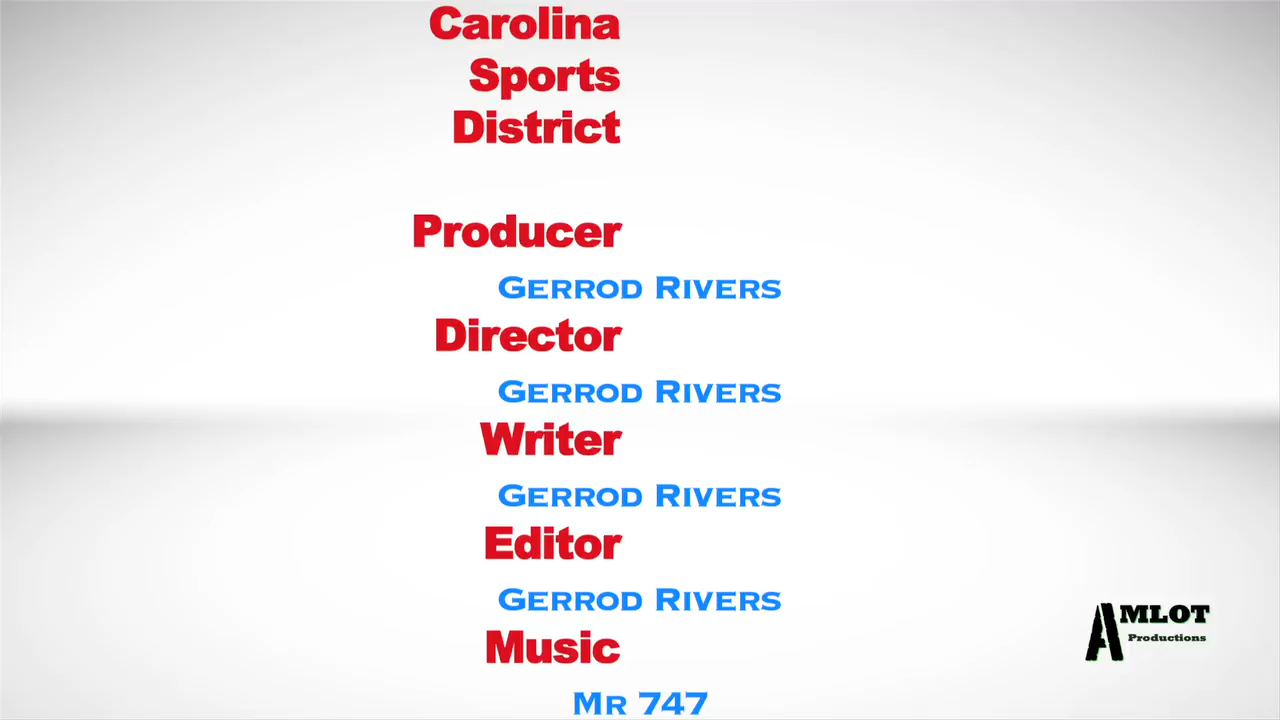 Carolina
Sports
District
Producer
Gerrod Rivers
Director
Gerrod Rivers
Writer
Gerrod Rivers
Editor
Gerrod Rivers
Music
Mr 747
AMLOT
Productions